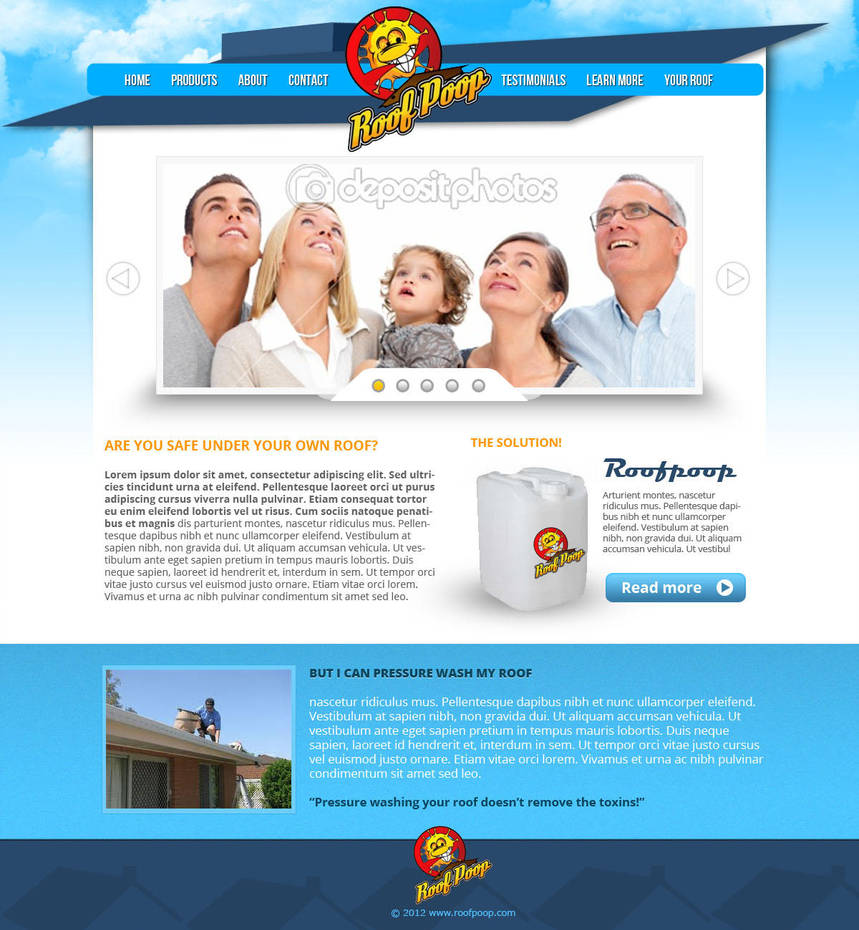 HOME PRODUCTS ABOUT CONTACT
Roof Poop
TESTIMONIALS LEARN MORE YOUR ROOF
depositphotos
ARE YOU SAFE UNDER YOUR OWN ROOF?
Lorem ipsum dolor sit amet, consectetur adipiscing elit. Sed ultri-
cies tincidunt urna at eleifend. Pellentesque laoreet orci ut purus
adipiscing cursus viverra nulla pulvinar. Etiam consequat tortor
eu enim eleifend lobortis vel ut risus. Cum sociis natoque penati-
bus et magnis dis parturient montes, nascetur ridiculus mus. Pellen-
tesque dapibus nibh et nunc ullamcorper eleifend. Vestibulum at
sapien nibh, non gravida dui. Ut aliquam accumsan vehicula. Ut ves-
tibulum ante eget sapien pretium in tempus mauris lobortis. Duis
neque sapien, laoreet id hendrerit et, interdum in sem. Ut tempor orci
vitae justo cursus vel euismod justo ornare. Etiam vitae orci lorem.
Vivamus et urna ac nibh pulvinar condimentum sit amet sed leo.
THE SOLUTION!
Roof Poop
Roofpoop
Arturient montes, nascetur
ridiculus mus. Pellentesque dapi-
bus nibh et nunc ullamcorper
eleifend. Vestibulum at sapien
nibh, non gravida dui. Ut aliquam
accumsan vehicula. Ut vestibul
Read more
BUT I CAN PRESSURE WASH MY ROOF
nascetur ridiculus mus. Pellentesque dapibus nibh et nunc ullamcorper eleifend.
Vestibulum at sapien nibh, non gravida dui. Ut aliquam accumsan vehicula. Ut
vestibulum ante eget sapien pretium in tempus mauris lobortis. Duis neque
sapien, laoreet id hendrerit et, interdum in sem. Ut tempor orci vitae justo cursus
vel euismod justo ornare. Etiam vitae orci lorem. Vivamus et urna ac nibh pulvinar
condimentum sit amet sed leo.
“Pressure washing your roof doesn’t remove the toxins!”
Roof Poop
© 2012 www.roofpoop.com